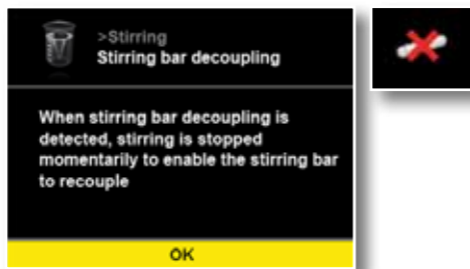 >Stirring
Stirring bar decoupling
When stirring bar decoupling is
detected, stirring is stopped
momentarily to enable the stirring bar
to recouple
OK